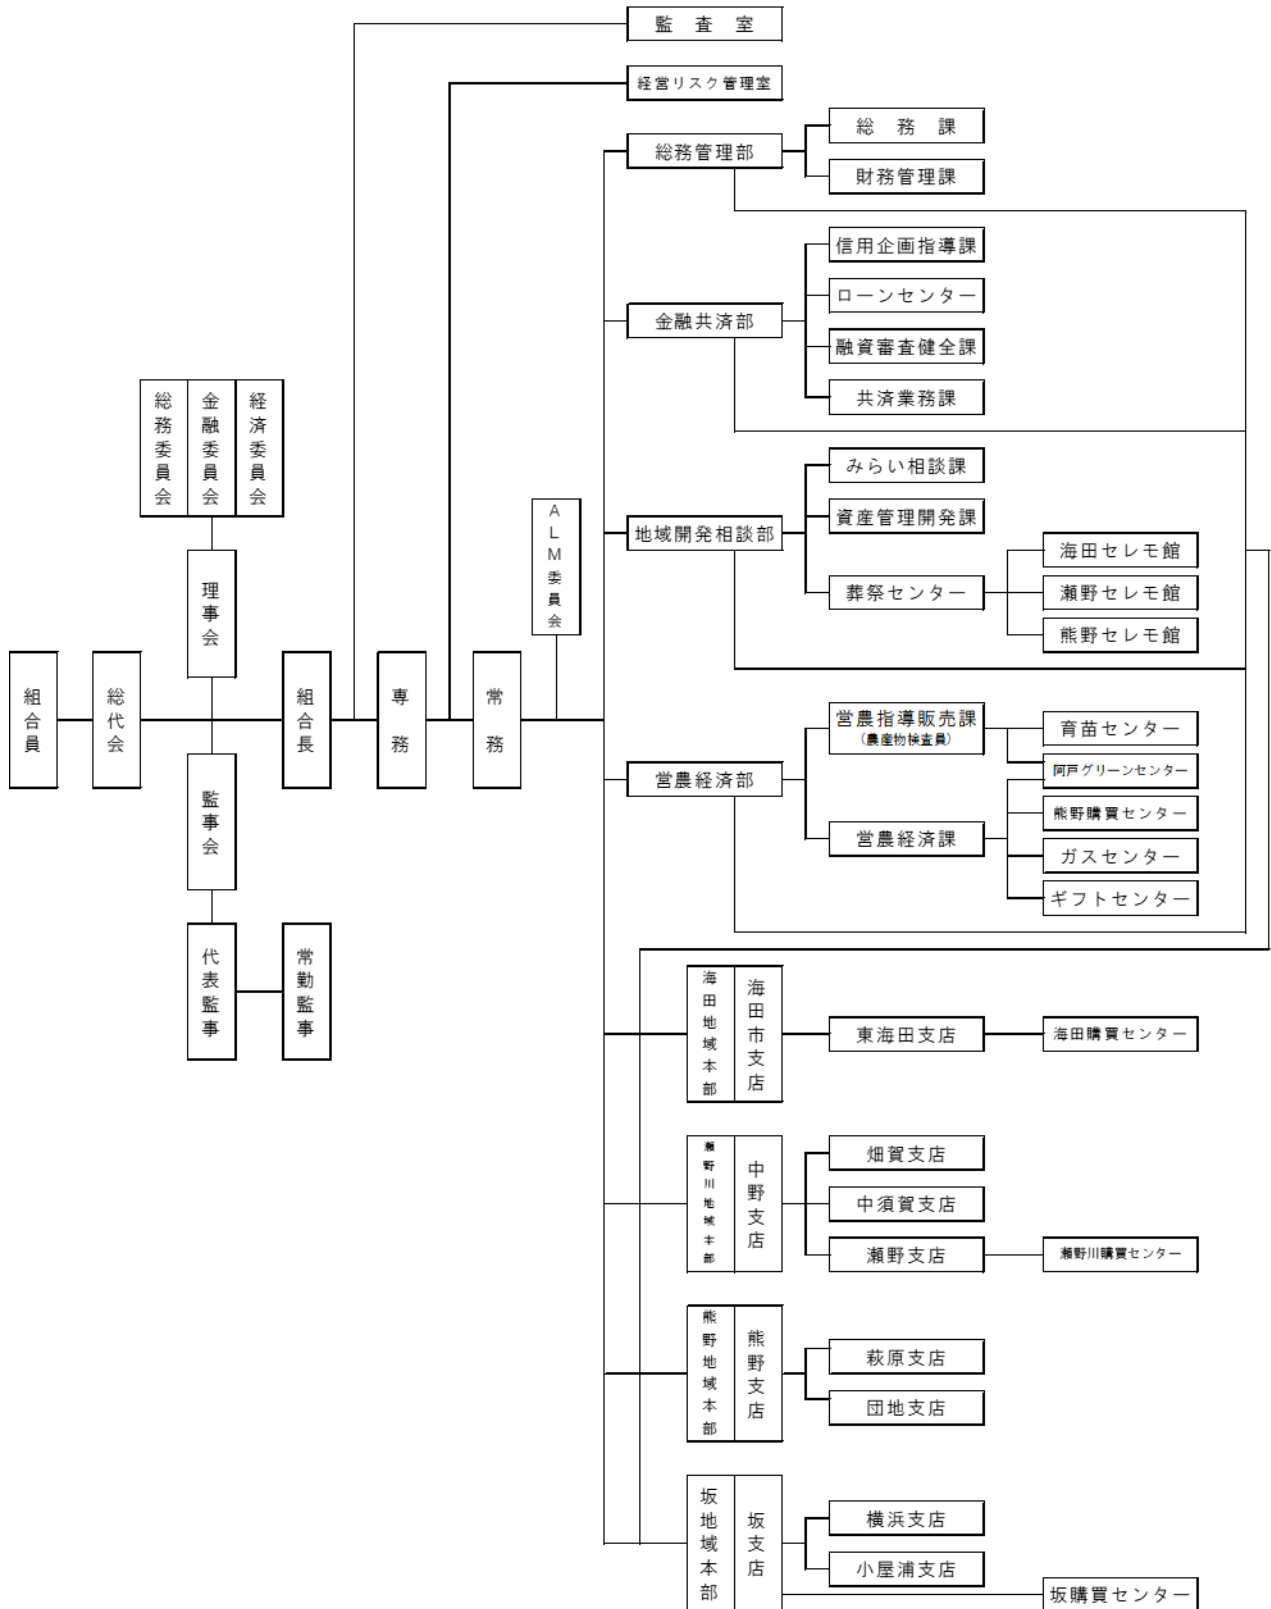 監査室
経営リスク管理室
総務管理部
総務課
財務管理課
金融共済部
信用企画指導課
ローンセンター
融資審査健全課
共済業務課
総務委員会
金融委員会
経済委員会
理事会
ALM委員会
地域開発相談部
みらい相談課
資産管理開発課
葬祭センター
海田セレモ館
瀬野セレモ館
熊野セレモ館
組合員
総代会
組合長
専務
常務
監事会
代表監事
常勤監事
営農経済部
営農指導販売課
(農産物検査員)
育苗センター
阿戸グリーンセンター
営農経済課
熊野購買センター
ガスセンター
ギフトセンター
海田地域本部
海田市支店
東海田支店
海田購買センター
瀬野川地域本部
中野支店
畑賀支店
中須賀支店
瀬野支店
瀬野川購買センター
熊野地域本部
熊野支店
萩原支店
団地支店
坂地域本部
坂支店
横浜支店
小屋浦支店
坂購買センター